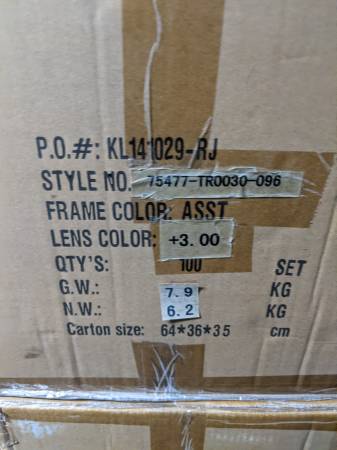 P.O.#: KL141029-RJ
STYLE NO. 75477-TR0030-096
FRAME COLOR: ASST
LENS COLOR: +3.00
QTY'S: 100 SET
G.W.: 7.9 KG
N.W.: 6.2 KG
Carton size: 64*36*35 cm